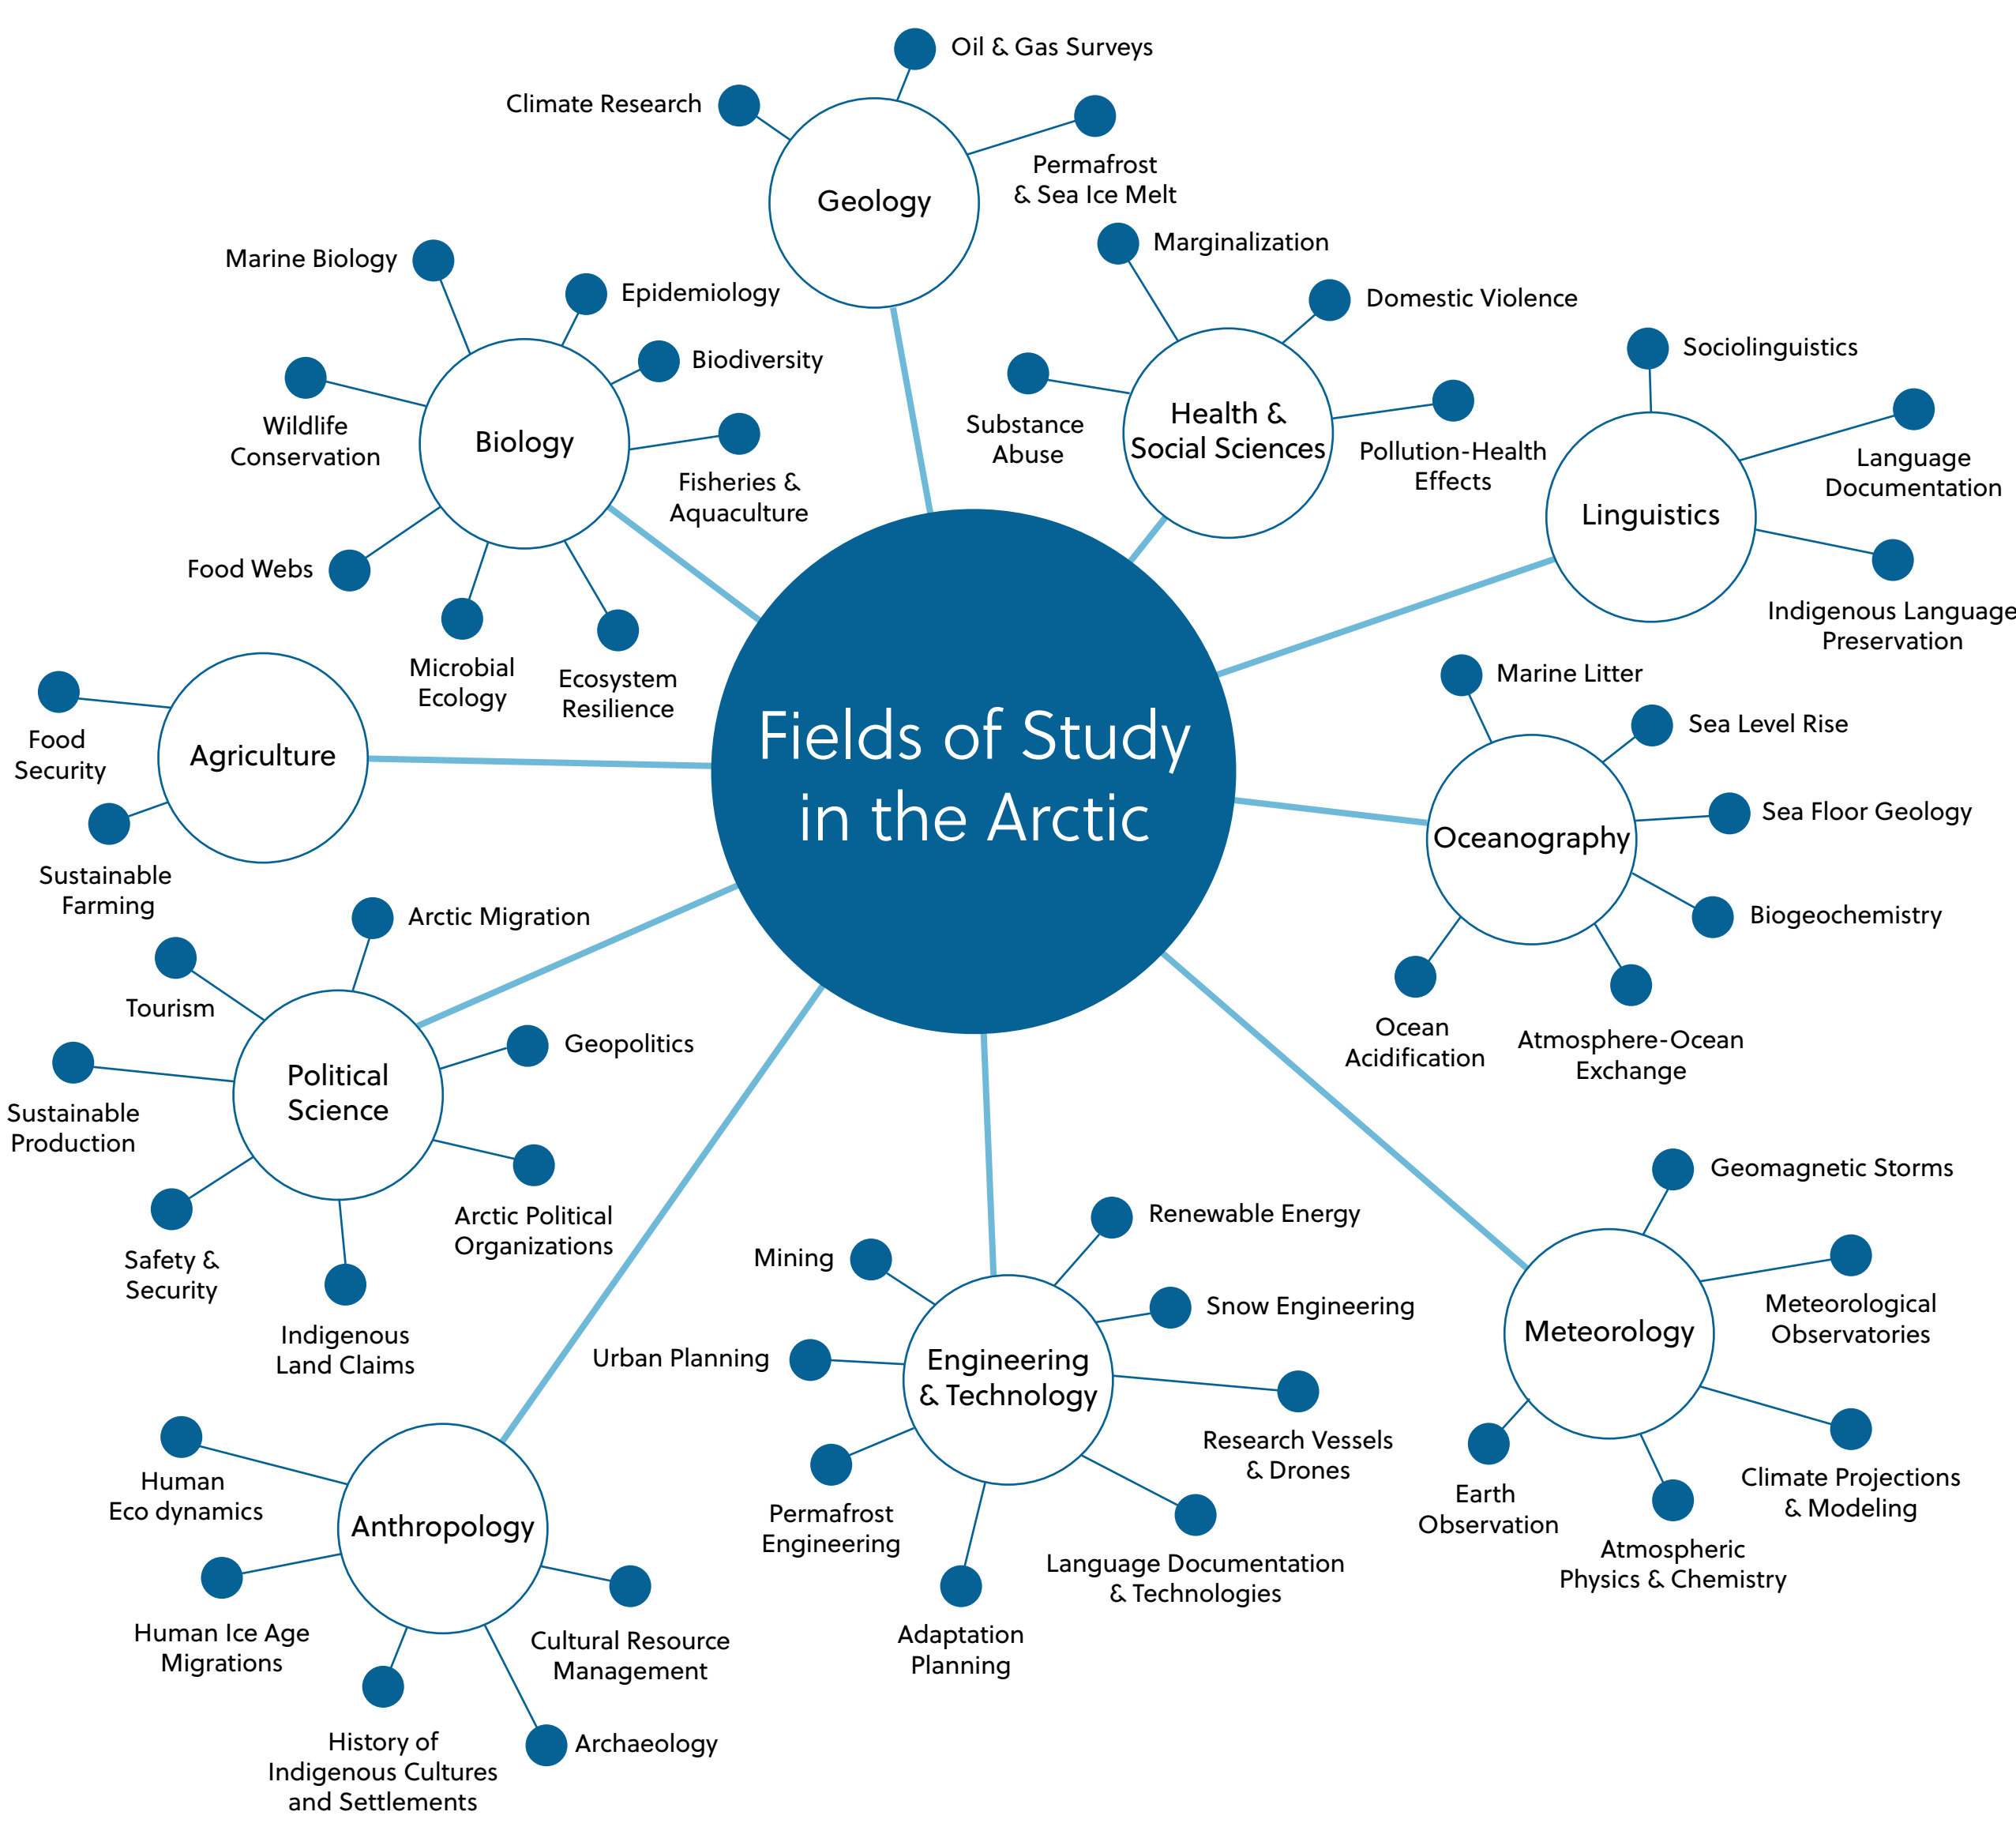 Fields of Study
in the Arctic
Geology
Climate Research
Oil & Gas Surveys
Permafrost
& Sea Ice Melt
Health &
Social Sciences
Marginalization
Domestic Violence
Substance
Abuse
Pollution-Health
Effects
Linguistics
Sociolinguistics
Language
Documentation
Indigenous Language
Preservation
Oceanography
Marine Litter
Sea Level Rise
Sea Floor Geology
Biogeochemistry
Atmosphere-Ocean
Exchange
Ocean
Acidification
Meteorology
Geomagnetic Storms
Meteorological
Observatories
Climate Projections
& Modeling
Atmospheric
Physics & Chemistry
Earth
Observation
Engineering
& Technology
Renewable Energy
Snow Engineering
Research Vessels
& Drones
Language Documentation
& Technologies
Adaptation
Planning
Permafrost
Engineering
Urban Planning
Mining
Anthropology
Human
Eco dynamics
Human Ice Age
Migrations
History of
Indigenous Cultures
and Settlements
Archaeology
Cultural Resource
Management
Political
Science
Arctic Migration
Geopolitics
Arctic Political
Organizations
Indigenous
Land Claims
Safety &
Security
Sustainable
Production
Tourism
Agriculture
Food
Security
Sustainable
Farming
Biology
Marine Biology
Epidemiology
Biodiversity
Fisheries &
Aquaculture
Ecosystem
Resilience
Microbial
Ecology
Food Webs
Wildlife
Conservation